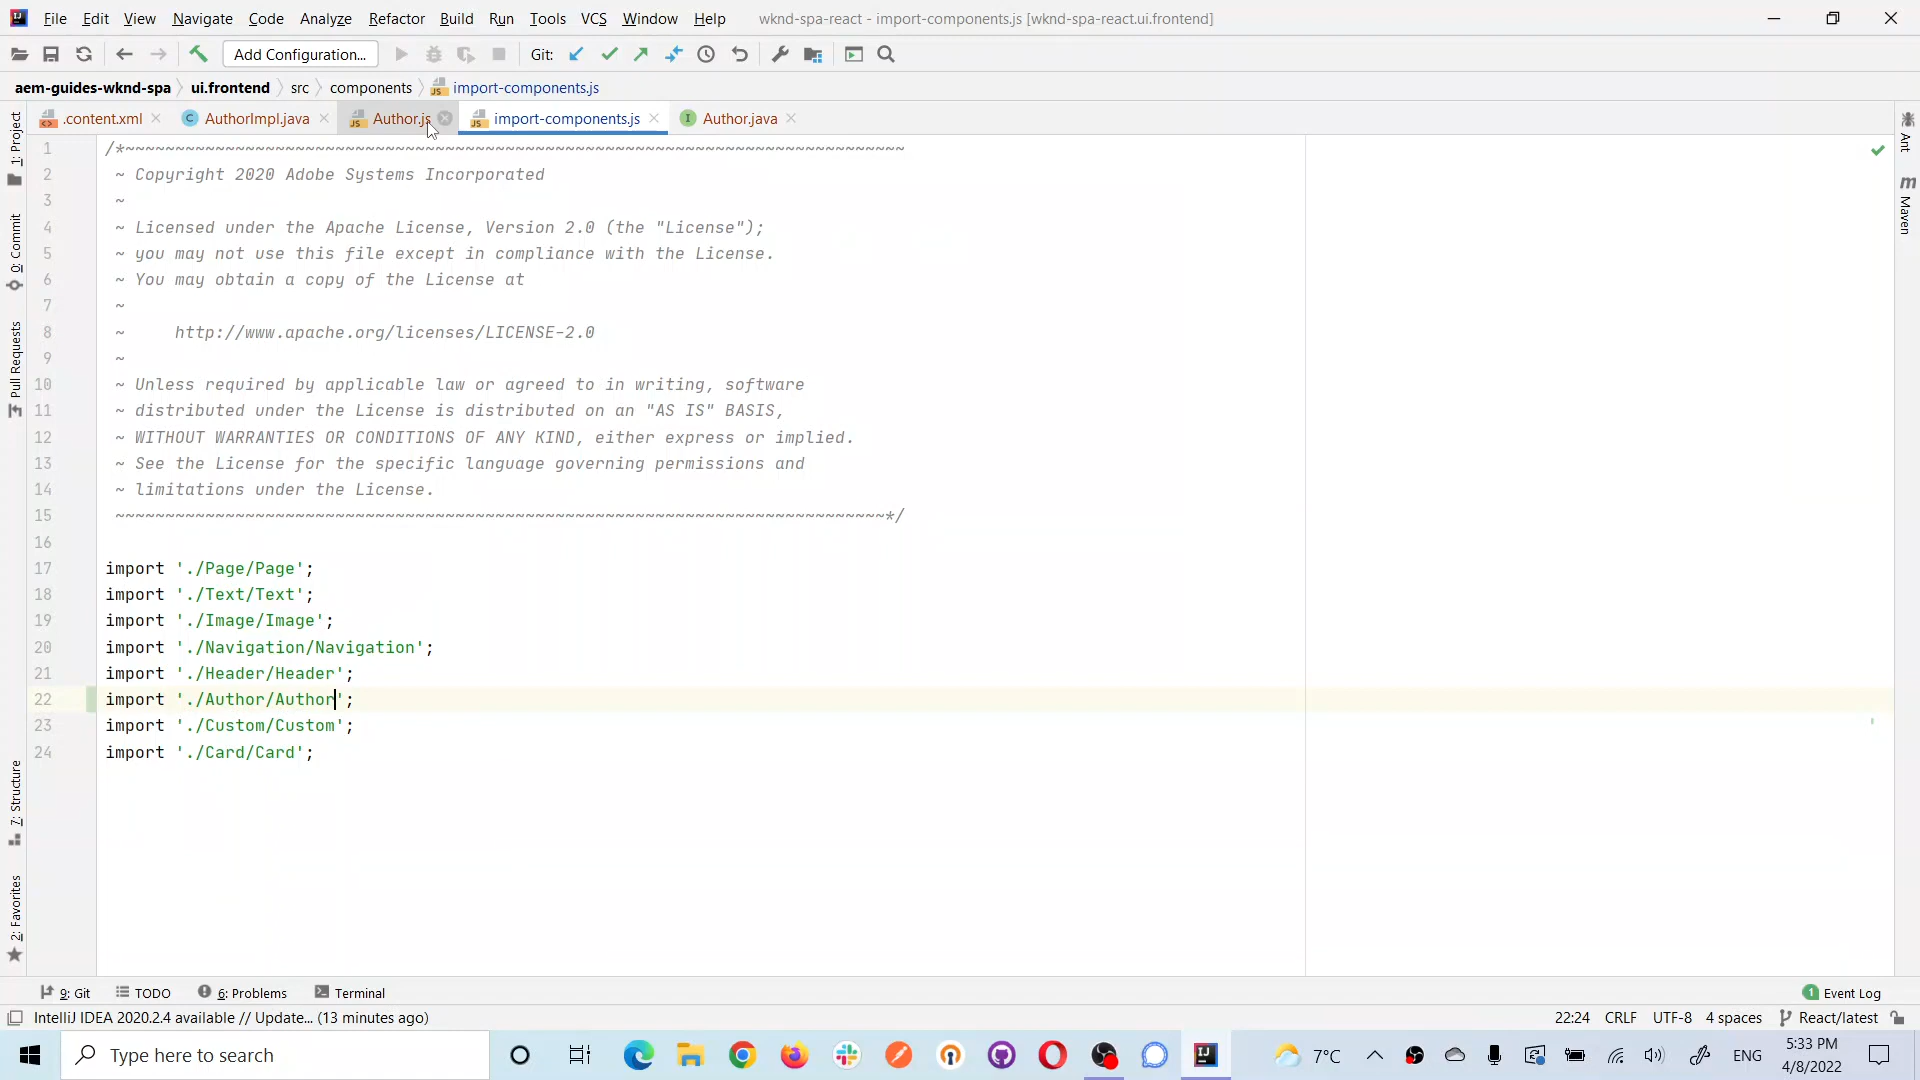 File Edit View Navigate Code Analyze Refactor Build Run Tools VCS Window Help wknd-spa-react - import-components.js [wknd-spa-react.ui.frontend]
Add Configuration... Git:
aem-guides-wknd-spa ui.frontend src components import-components.js
.content.xml AuthorImpl.java Author.js import-components.js Author.java
1: Project
0: Commit
Pull Requests
7: Structure
2: Favorites
Ant
Maven
1 /*~~~~~~~~~~~~~~~~~~~~~~~~~~~~~~~~~~~~~~~~~~~~~~~~~~~~~~~~~~~~~~~~~~~~~~~~~~~~~~
2 ~ Copyright 2020 Adobe Systems Incorporated
3 ~
4 ~ Licensed under the Apache License, Version 2.0 (the "License");
5 ~ you may not use this file except in compliance with the License.
6 ~ You may obtain a copy of the License at
7 ~
8 ~     http://www.apache.org/licenses/LICENSE-2.0
9 ~
10 ~ Unless required by applicable law or agreed to in writing, software
11 ~ distributed under the License is distributed on an "AS IS" BASIS,
12 ~ WITHOUT WARRANTIES OR CONDITIONS OF ANY KIND, either express or implied.
13 ~ See the License for the specific language governing permissions and
14 ~ limitations under the License.
15 ~~~~~~~~~~~~~~~~~~~~~~~~~~~~~~~~~~~~~~~~~~~~~~~~~~~~~~~~~~~~~~~~~~~~~~~~~~~~~*/
16
17 import './Page/Page';
18 import './Text/Text';
19 import './Image/Image';
20 import './Navigation/Navigation';
21 import './Header/Header';
22 import './Author/Author';
23 import './Custom/Custom';
24 import './Card/Card';
9: Git TODO 6: Problems Terminal 1 Event Log
IntelliJ IDEA 2020.2.4 available // Update... (13 minutes ago) 22:24 CRLF UTF-8 4 spaces React/latest
Type here to search 7°C ENG 5:33 PM
4/8/2022